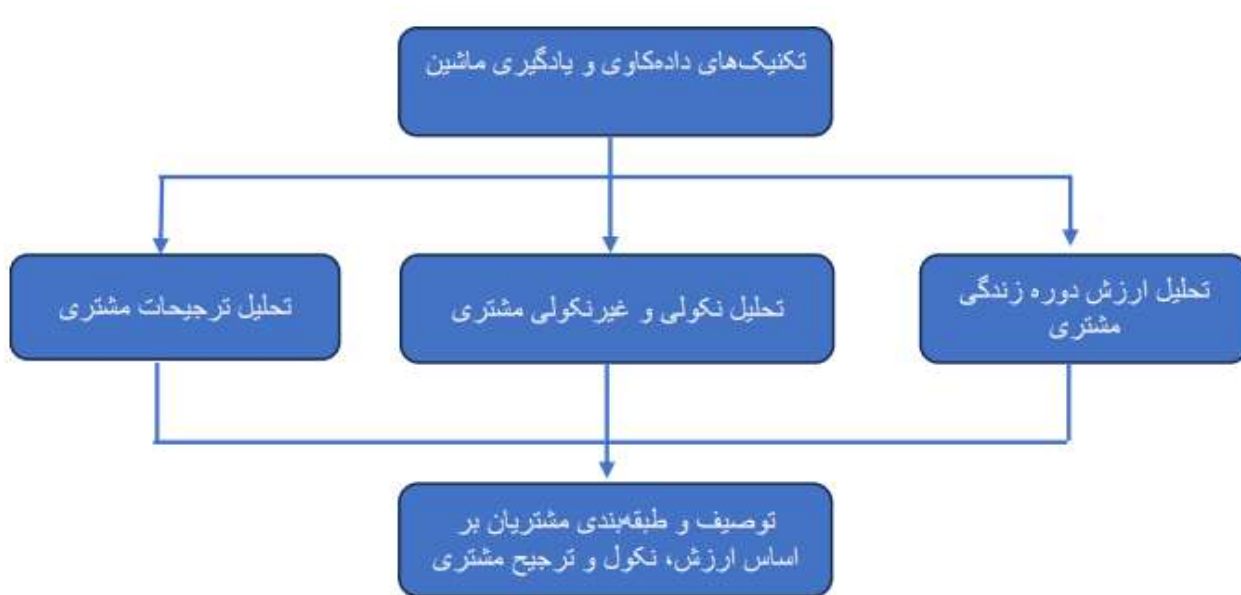 تکنیک‌های داده‌کاوی و یادگیری ماشین
تحلیل ارزش دوره زندگی
مشتری
تحلیل نکولی و غیرنکولی مشتری
تحلیل ترجیحات مشتری
توصیف و طبقه‌بندی مشتریان بر
اساس ارزش، نکول و ترجیح مشتری